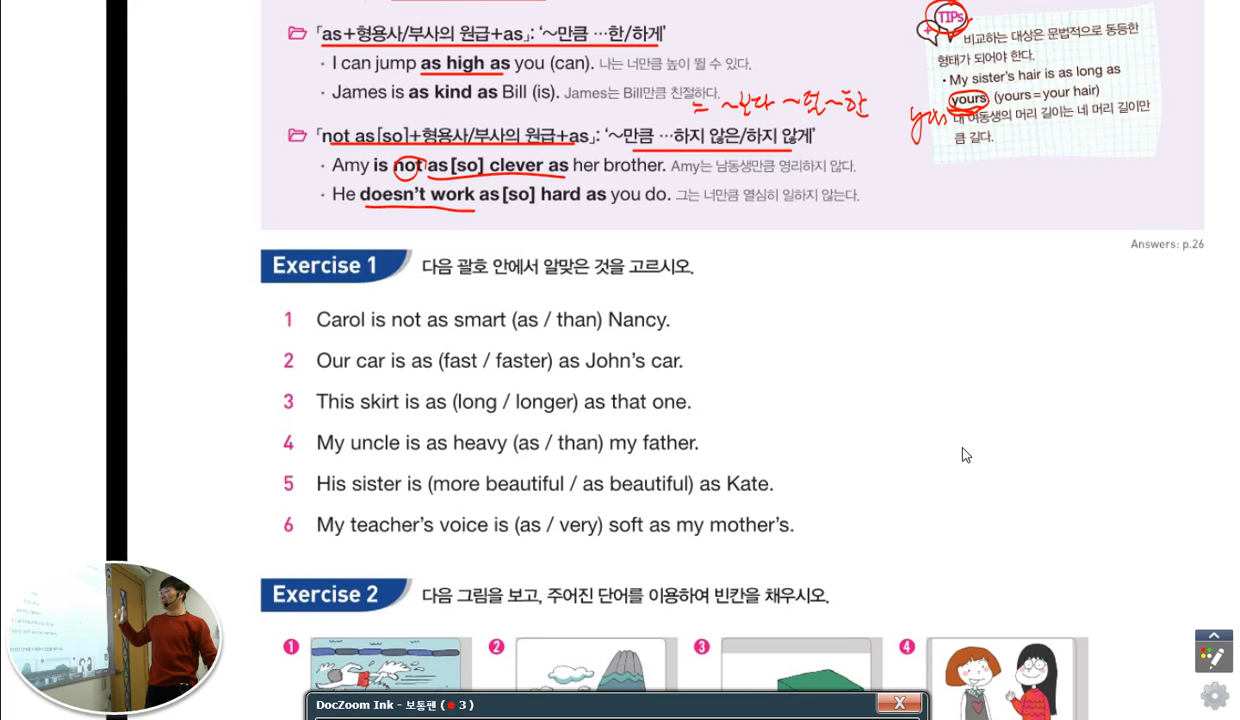 「as+형용사/부사의 원급+as」: ‘~만큼 …한/하게’
· I can jump as high as you (can). 나는 너만큼 높이 뛸 수 있다.
· James is as kind as Bill (is). James는 Bill만큼 친절하다.
= ~보다 ~덜 ~한
「not as[so]+형용사/부사의 원급+as」: ‘~만큼 …하지 않은/하지 않게’
· Amy is not as[so] clever as her brother. Amy는 남동생만큼 영리하지 않다.
· He doesn't work as[so] hard as you do. 그는 너만큼 열심히 일하지 않는다.
TIPs
비교하는 대상은 문법적으로 동등한
형태가 되어야 한다.
· My sister's hair is as long as
yours. (yours=your hair)
내 여동생의 머리 길이는 네 머리 길이만
큼 길다.
Answers: p.26
Exercise 1 다음 괄호 안에서 알맞은 것을 고르시오.
1 Carol is not as smart (as / than) Nancy.
2 Our car is as (fast / faster) as John's car.
3 This skirt is as (long / longer) as that one.
4 My uncle is as heavy (as / than) my father.
5 His sister is (more beautiful / as beautiful) as Kate.
6 My teacher's voice is (as / very) soft as my mother's.
Exercise 2 다음 그림을 보고, 주어진 단어를 이용하여 빈칸을 채우시오.
1 2 3 4
DocZoom Ink - 보통펜 ( 3 )
X